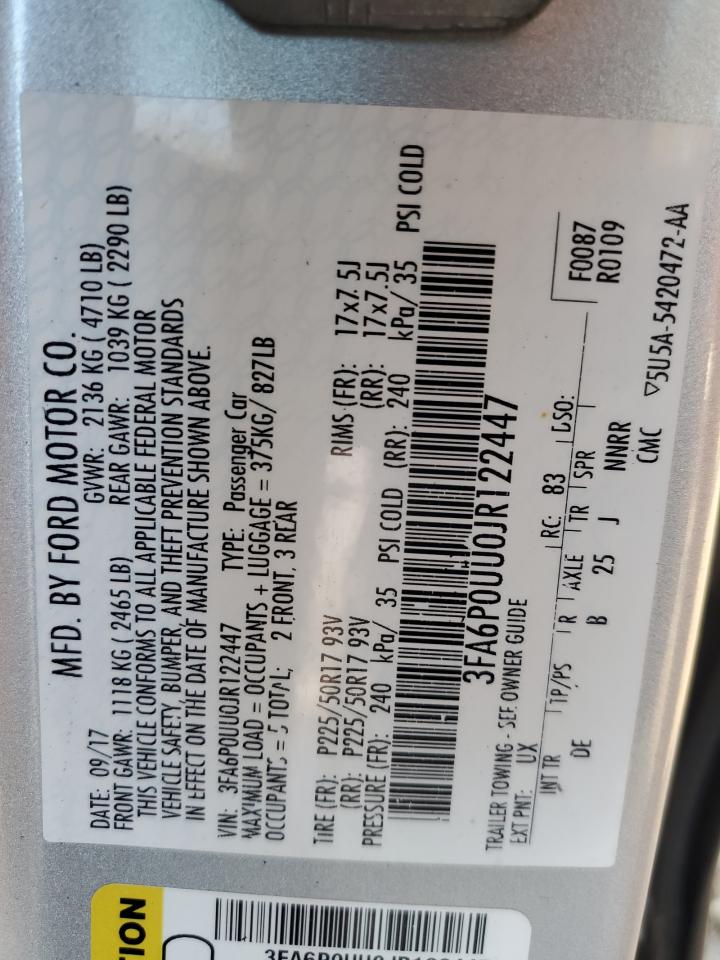 MFD. BY FORD MOTOR CO.
DATE: 09/17 GVWR: 2136 KG ( 4710 LB)
FRONT GAWR: 1118 KG ( 2465 LB) REAR GAWR: 1039 KG ( 2290 LB)
THIS VEHICLE CONFORMS TO ALL APPLICABLE FEDERAL MOTOR
VEHICLE SAFETY, BUMPER, AND THEFT PREVENTION STANDARDS
IN EFFECT ON THE DATE OF MANUFACTURE SHOWN ABOVE.
VIN: 3FA6P0UU0JR122447 TYPE: Passenger Car
MAXIMUM LOAD = OCCUPANTS + LUGGAGE = 375KG/ 827LB
OCCUPANTS = 5 TOTAL; 2 FRONT, 3 REAR
TIRE (FR): P225/50R17 93V RIMS (FR): 17x7.5J
(RR): P225/50R17 93V (RR): 17x7.5J
PRESSURE (FR): 240 kPa/ 35 PSI COLD (RR): 240 kPa/ 35 PSI COLD
3FA6P0UU0JR122447
TRAILER TOWING - SEE OWNER GUIDE
EXT PNT: UX RC: 83 DSO: F0087
R0109
INT TR TP/PS R AXLE TR SPR
DE B 25 J NNRR
CMC ▽5U5A-5420472-AA
TION